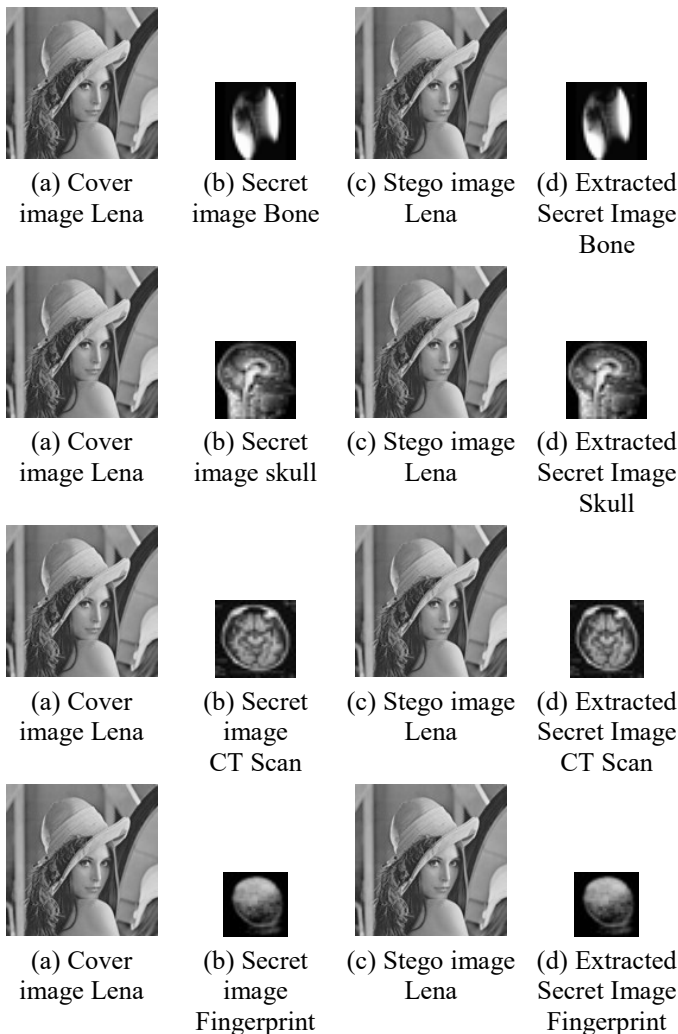 (a) Cover
image Lena
(b) Secret
image Bone
(c) Stego image
Lena
(d) Extracted
Secret Image
Bone
(a) Cover
image Lena
(b) Secret
image skull
(c) Stego image
Lena
(d) Extracted
Secret Image
Skull
(a) Cover
image Lena
(b) Secret
image
CT Scan
(c) Stego image
Lena
(d) Extracted
Secret Image
CT Scan
(a) Cover
image Lena
(b) Secret
image
Fingerprint
(c) Stego image
Lena
(d) Extracted
Secret Image
Fingerprint